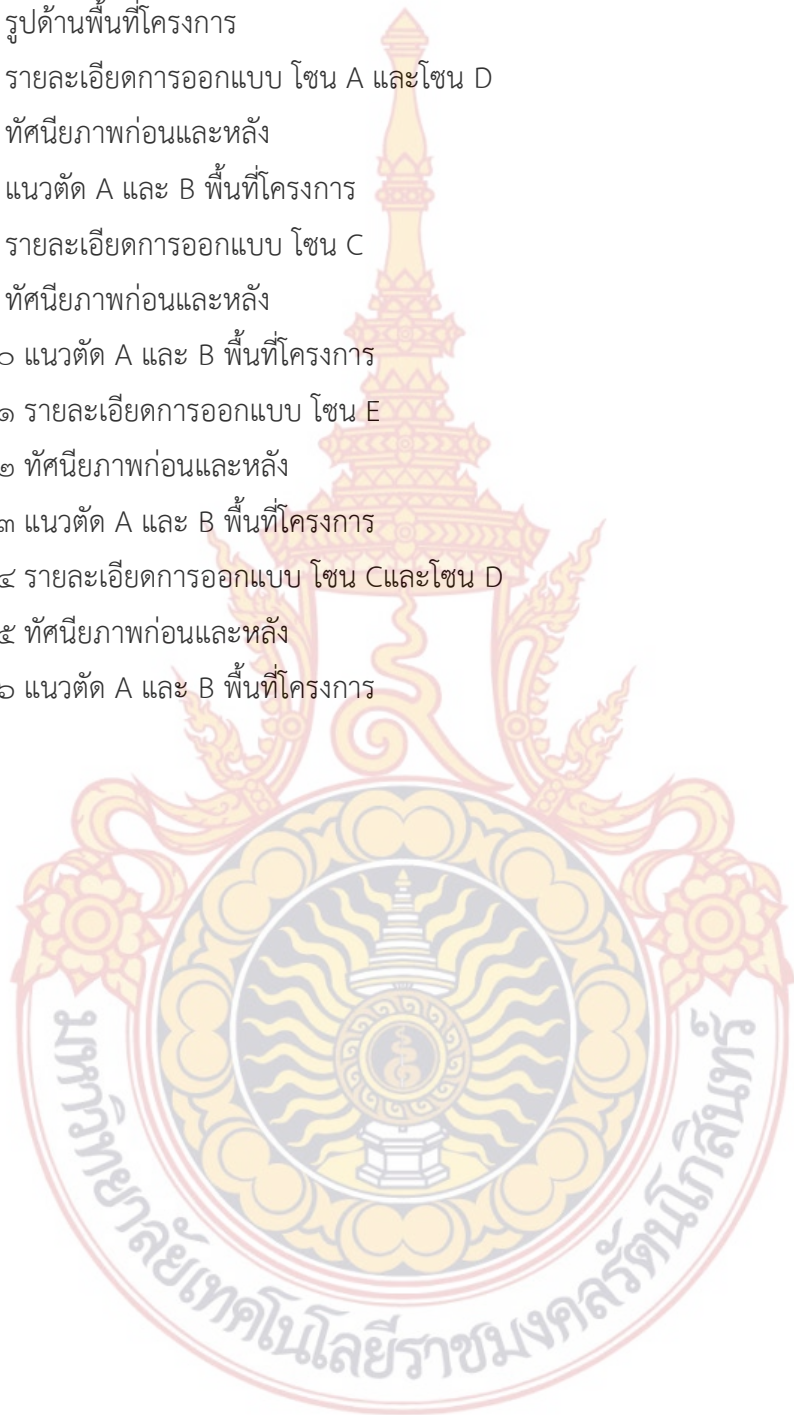 รูปด้านพื้นที่โครงการ
รายละเอียดการออกแบบ โซน A และโซน D
ทัศนียภาพก่อนและหลัง
แนวตัด A และ B พื้นที่โครงการ
รายละเอียดการออกแบบ โซน C
ทัศนียภาพก่อนและหลัง
๐ แนวตัด A และ B พื้นที่โครงการ
๑ รายละเอียดการออกแบบ โซน E
๒ ทัศนียภาพก่อนและหลัง
๓ แนวตัด A และ B พื้นที่โครงการ
๔ รายละเอียดการออกแบบ โซน Cและโซน D
๕ ทัศนียภาพก่อนและหลัง
๖ แนวตัด A และ B พื้นที่โครงการ
มหาวิทยาลัยเทคโนโลยีราชมงคลรัตนโกสินทร์